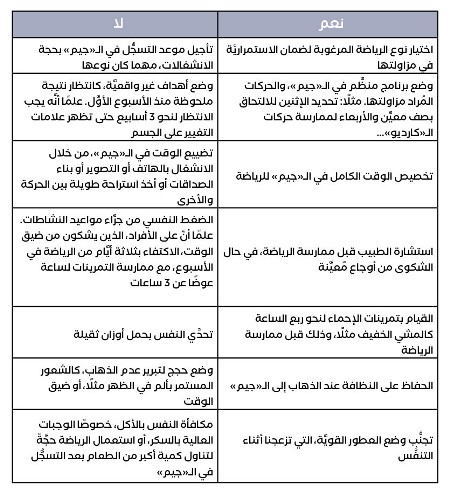 نعم
لا
اختيار نوع الرياضة المرغوبة لضمان الاستمراريَّة
في مزاولتها
تأجيل موعد التسجُّل في الـ«جيم» بحجة
الانشغالات، مهما كان نوعها
وضع برنامج منظَّم في الـ«جيم»، والحركات
المُراد مزاولتها. مثلًا: تحديد الإثنين للالتحاق
بصف معيَّن والأربعاء لممارسة حركات
الـ«كارديو»...
وضع أهداف غير واقعيَّة، كانتظار نتيجة
ملحوظة منذ الأسبوع الأوَّل. علمًا أنَّه يجب
الانتظار لنحو 3 أسابيع حتى تظهر علامات
التغيير على الجسم
تخصيص الوقت الكامل في الـ«جيم» للرياضة
تضييع الوقت في الـ«جيم»، من خلال
الانشغال بالهاتف أو التصوير أو بناء
الصداقات أو أخذ استراحة طويلة بين الحركة
والأخرى
استشارة الطبيب قبل ممارسة الرياضة، في حال
الشكوى من أوجاع مُعيَّنة
الضغط النفسي من جرَّاء مواعيد النشاطات.
علمًا أنَّ على الأفراد، الذين يشكون من ضيق
الوقت، الاكتفاء بثلاثة أيَّام من الرياضة في
الأسبوع، مع ممارسة التمرينات لساعة
عوضًا عن 3 ساعات
القيام بتمرينات الإحماء لنحو ربع الساعة
كالمشي الخفيف مثلًا، وذلك قبل ممارسة
الرياضة
تحدِّي النفس بحمل أوزان ثقيلة
الحفاظ على النظافة عند الذهاب إلى الـ«جيم»
وضع حجج لتبرير عدم الذهاب، كالشعور
المستمر بألم في الظهر مثلًا، أو ضيق
الوقت
تجنُّب وضع العطور القويَّة، التي تزعجنا أثناء
التنفُّس
مكافأة النفس بالأكل، خصوصًا الوجبات
العالية بالسكر، أو استعمال الرياضة حجَّةً
لتناول كمية أكبر من الطعام بعد التسجُّل
في الـ«جيم»